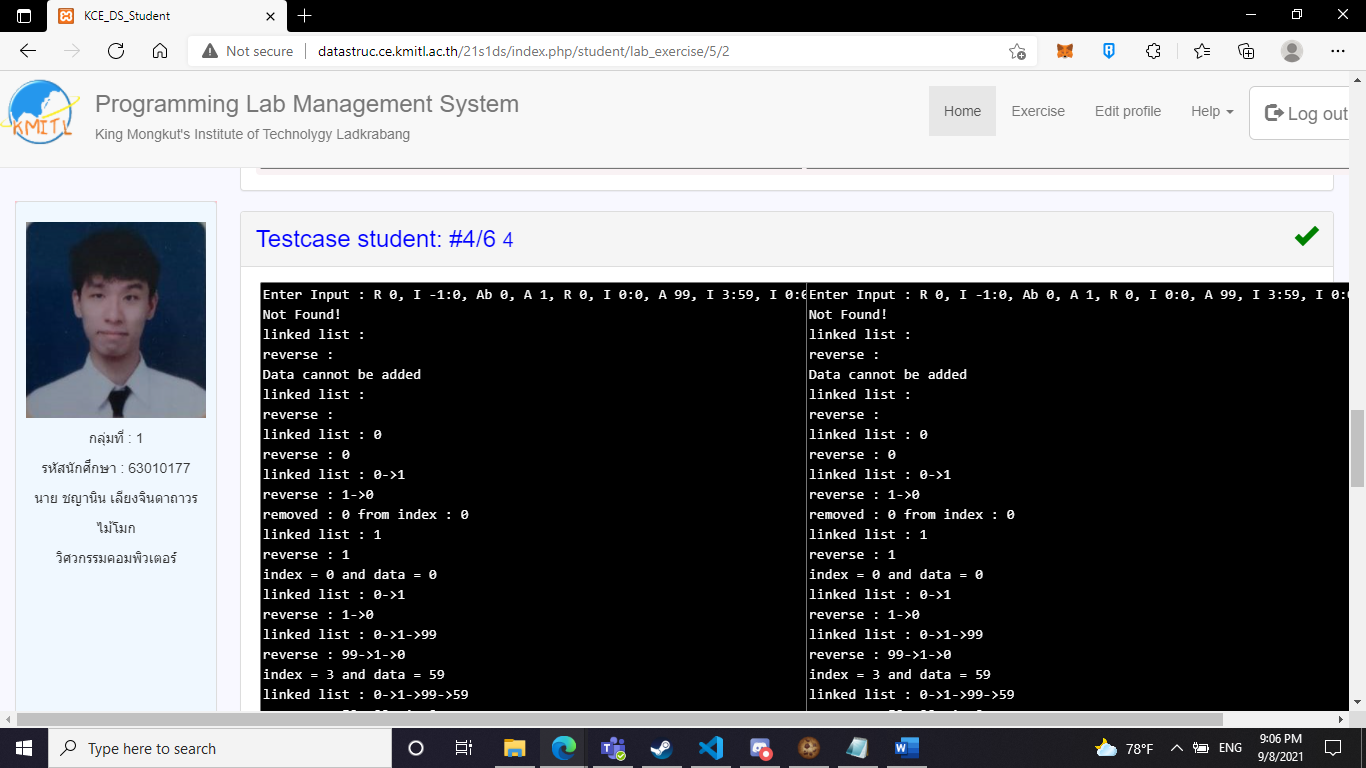 KCE_DS_Student
Not secure
datastruc.ce.kmitl.ac.th/21s1ds/index.php/student/lab_exercise/5/2
KMITL
Programming Lab Management System
King Mongkut's Institute of Technolygy Ladkrabang
Home
Exercise
Edit profile
Help
Log out
กลุ่มที่ : 1
รหัสนักศึกษา : 63010177
นาย ชญานิน เลียงจินดาถาวร
ไม้โมก
วิศวกรรมคอมพิวเตอร์
Testcase student: #4/6 4
Enter Input : R 0, I -1:0, Ab 0, A 1, R 0, I 0:0, A 99, I 3:59, I 0:
Not Found!
linked list :
reverse :
Data cannot be added
linked list :
reverse :
linked list : 0
reverse : 0
linked list : 0->1
reverse : 1->0
removed : 0 from index : 0
linked list : 1
reverse : 1
index = 0 and data = 0
linked list : 0->1
reverse : 1->0
linked list : 0->1->99
reverse : 99->1->0
index = 3 and data = 59
linked list : 0->1->99->59
Enter Input : R 0, I -1:0, Ab 0, A 1, R 0, I 0:0, A 99, I 3:59, I 0:
Not Found!
linked list :
reverse :
Data cannot be added
linked list :
reverse :
linked list : 0
reverse : 0
linked list : 0->1
reverse : 1->0
removed : 0 from index : 0
linked list : 1
reverse : 1
index = 0 and data = 0
linked list : 0->1
reverse : 1->0
linked list : 0->1->99
reverse : 99->1->0
index = 3 and data = 59
linked list : 0->1->99->59
Type here to search
78°F
ENG
9:06 PM
9/8/2021